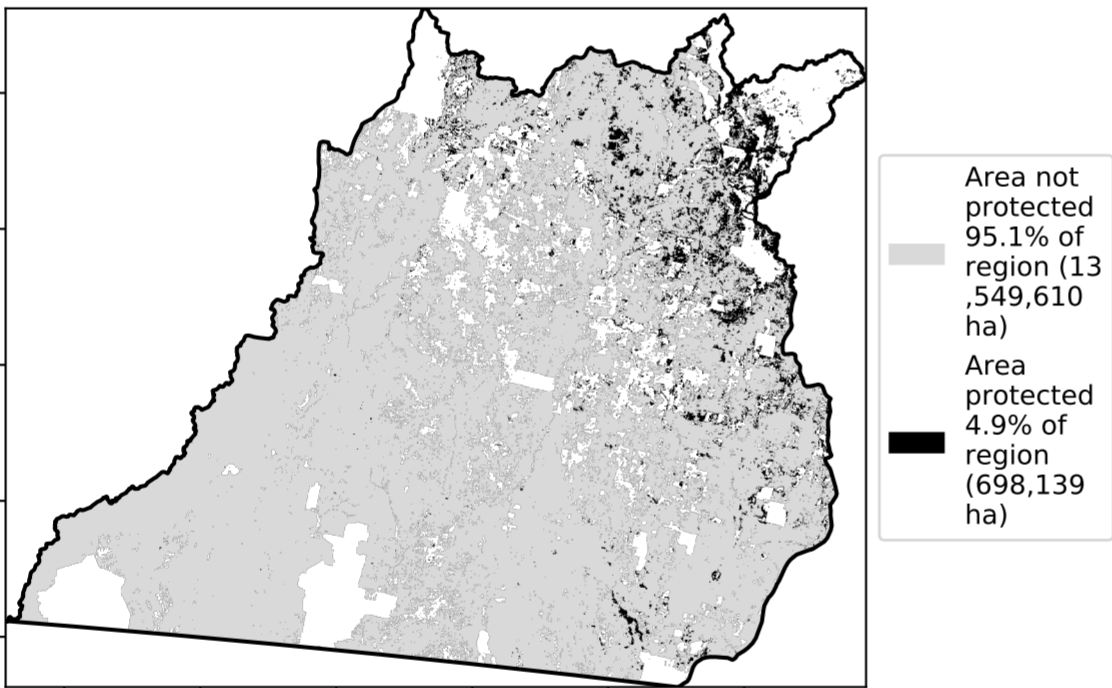 Area not
protected
95.1% of
region (13
,549,610
ha)
Area
protected
4.9% of
region
(698,139
ha)